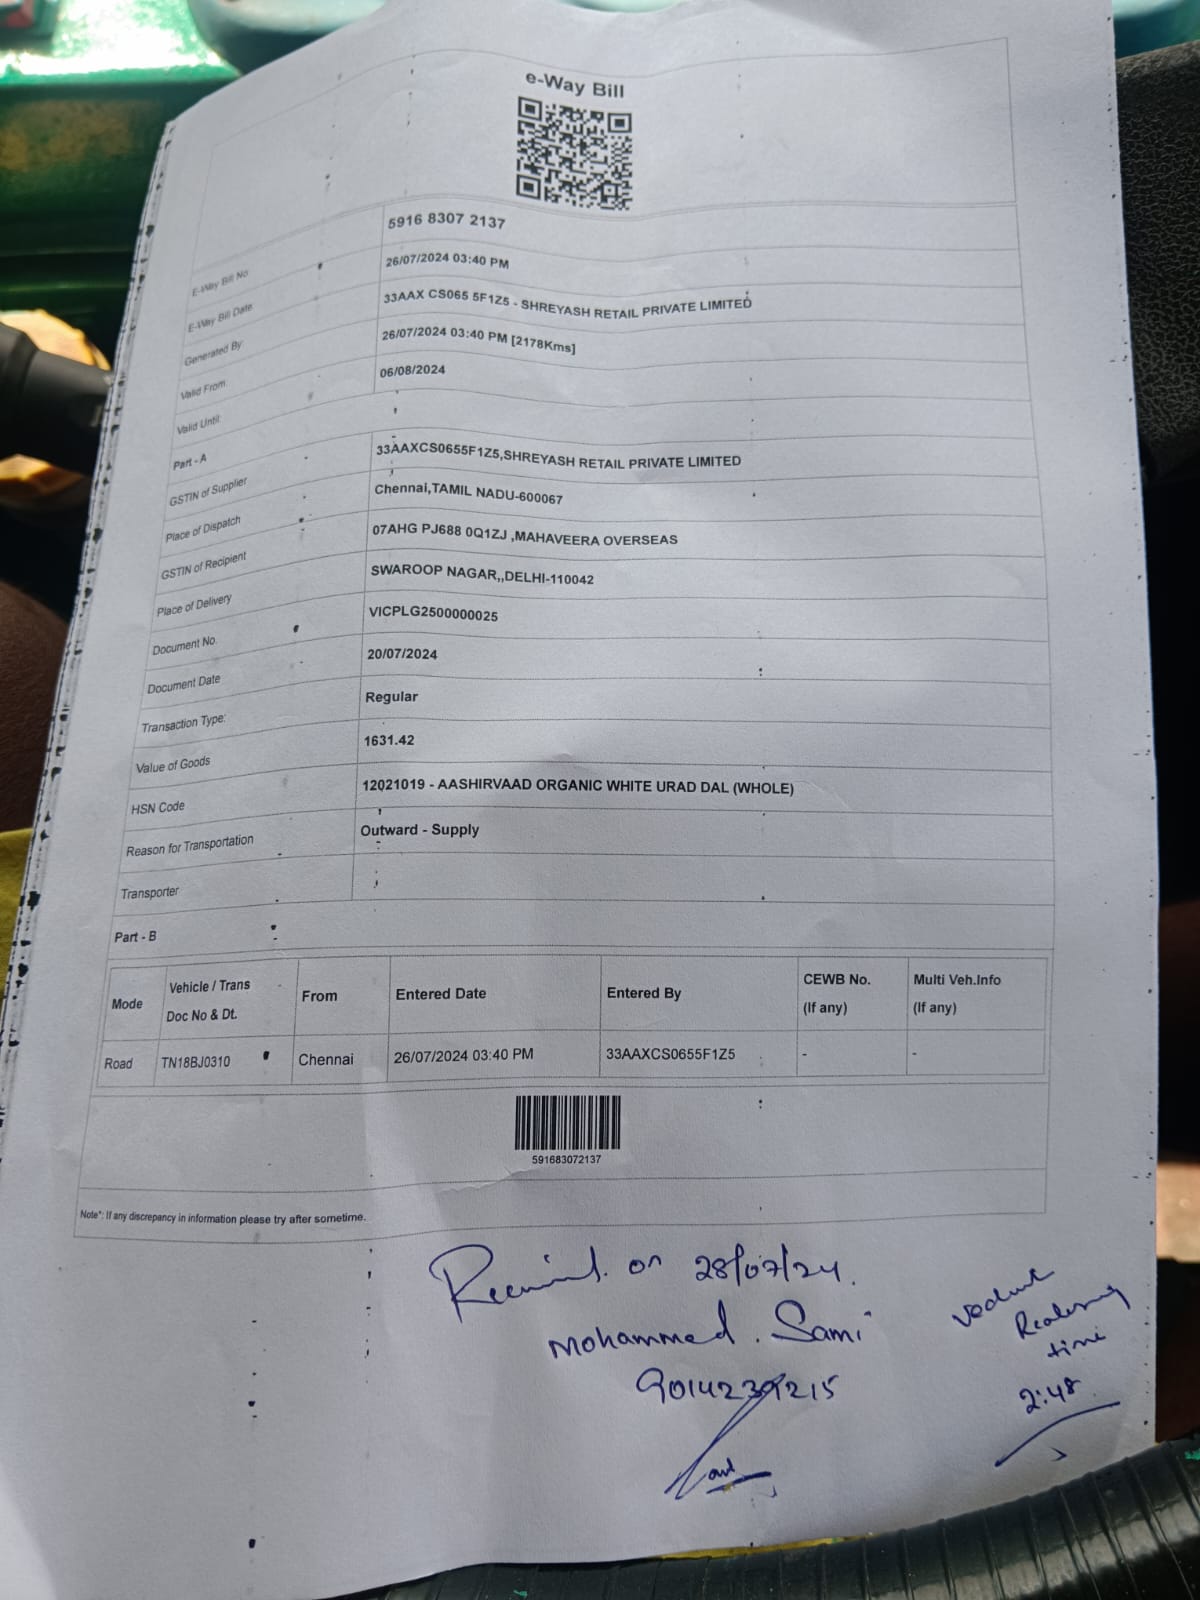 e-Way Bill
E-Way Bill No 5916 8307 2137
E-Way Bill Date 26/07/2024 03:40 PM
Generated By: 33AAX CS065 5F1Z5 - SHREYASH RETAIL PRIVATE LIMITED
Valid From: 26/07/2024 03:40 PM [2178Kms]
Valid Until: 06/08/2024
Part - A
GSTIN of Supplier 33AAXCS0655F1Z5,SHREYASH RETAIL PRIVATE LIMITED
Place of Dispatch Chennai,TAMIL NADU-600067
GSTIN of Recipient 07AHG PJ688 0Q1ZJ ,MAHAVEERA OVERSEAS
Place of Delivery SWAROOP NAGAR,,DELHI-110042
Document No. VICPLG2500000025
Document Date 20/07/2024
Transaction Type: Regular
Value of Goods 1631.42
HSN Code 12021019 - AASHIRVAAD ORGANIC WHITE URAD DAL (WHOLE)
Reason for Transportation Outward - Supply
Transporter
Part - B
Mode Vehicle / Trans Doc No & Dt. From Entered Date Entered By CEWB No. (If any) Multi Veh.Info (If any)
Road TN18BJ0310 Chennai 26/07/2024 03:40 PM 33AAXCS0655F1Z5 - -
591683072137
Note*: If any discrepancy in information please try after sometime.
on 28/07/24.
Mohammed. Sami
9014239215
time
2:48